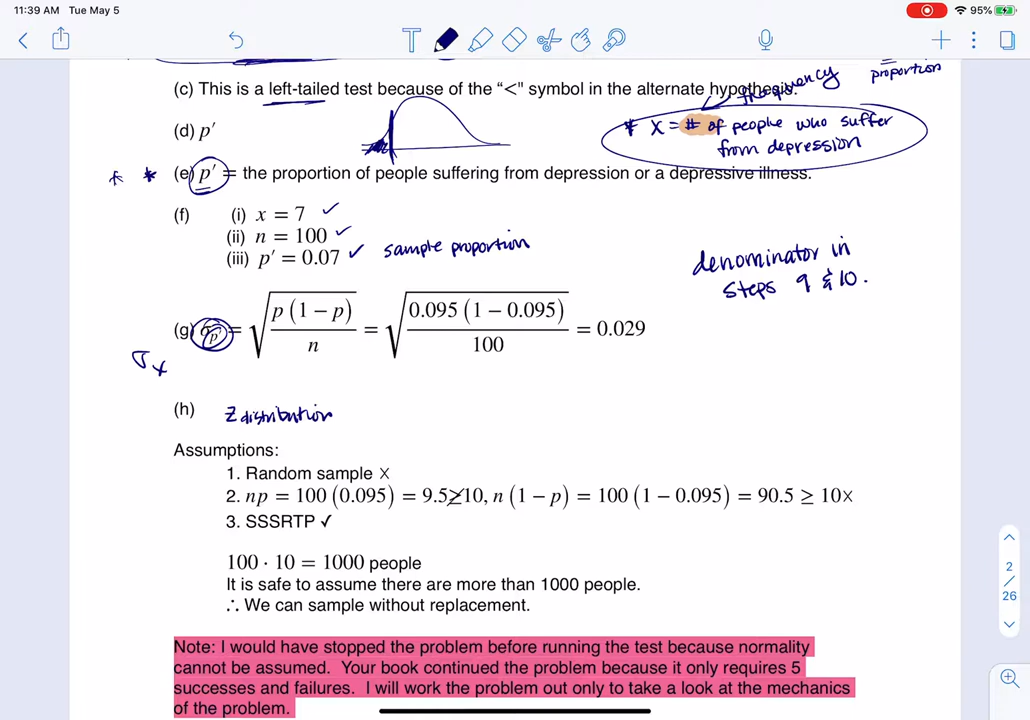 11:39 AM Tue May 5
95%
T
frequency
proportion
(c) This is a left-tailed test because of the "<" symbol in the alternate hypothesis.
* X = # of people who suffer
from depression
(d) p′
* * (e) p′ = the proportion of people suffering from depression or a depressive illness.
(f) (i) x = 7 ✓
(ii) n = 100 ✓
(iii) p′ = 0.07 ✓ sample proportion
denominator in
steps 9 & 10.
(g) σp′ = √(p (1 − p) / n) = √(0.095 (1 − 0.095) / 100) = 0.029
σx
(h) Z distribution
Assumptions:
1. Random sample ×
2. np = 100 (0.095) = 9.5≱10, n (1 − p) = 100 (1 − 0.095) = 90.5 ≥ 10×
3. SSSRTP ✓
100 · 10 = 1000 people
It is safe to assume there are more than 1000 people.
∴ We can sample without replacement.
Note: I would have stopped the problem before running the test because normality
cannot be assumed. Your book continued the problem because it only requires 5
successes and failures. I will work the problem out only to take a look at the mechanics
of the problem.
2
/
26